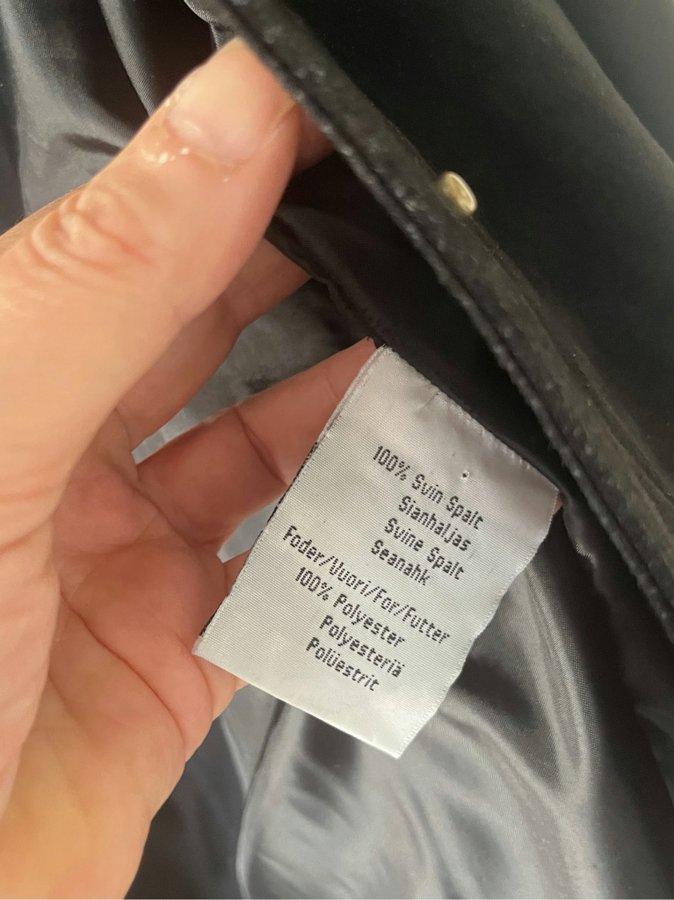 100% Svin Spalt
Sianhaljas
Svine Spalt
Seanahk
Foder/Vuori/For/Futter
100% Polyester
Polyesteriä
Polüestrit